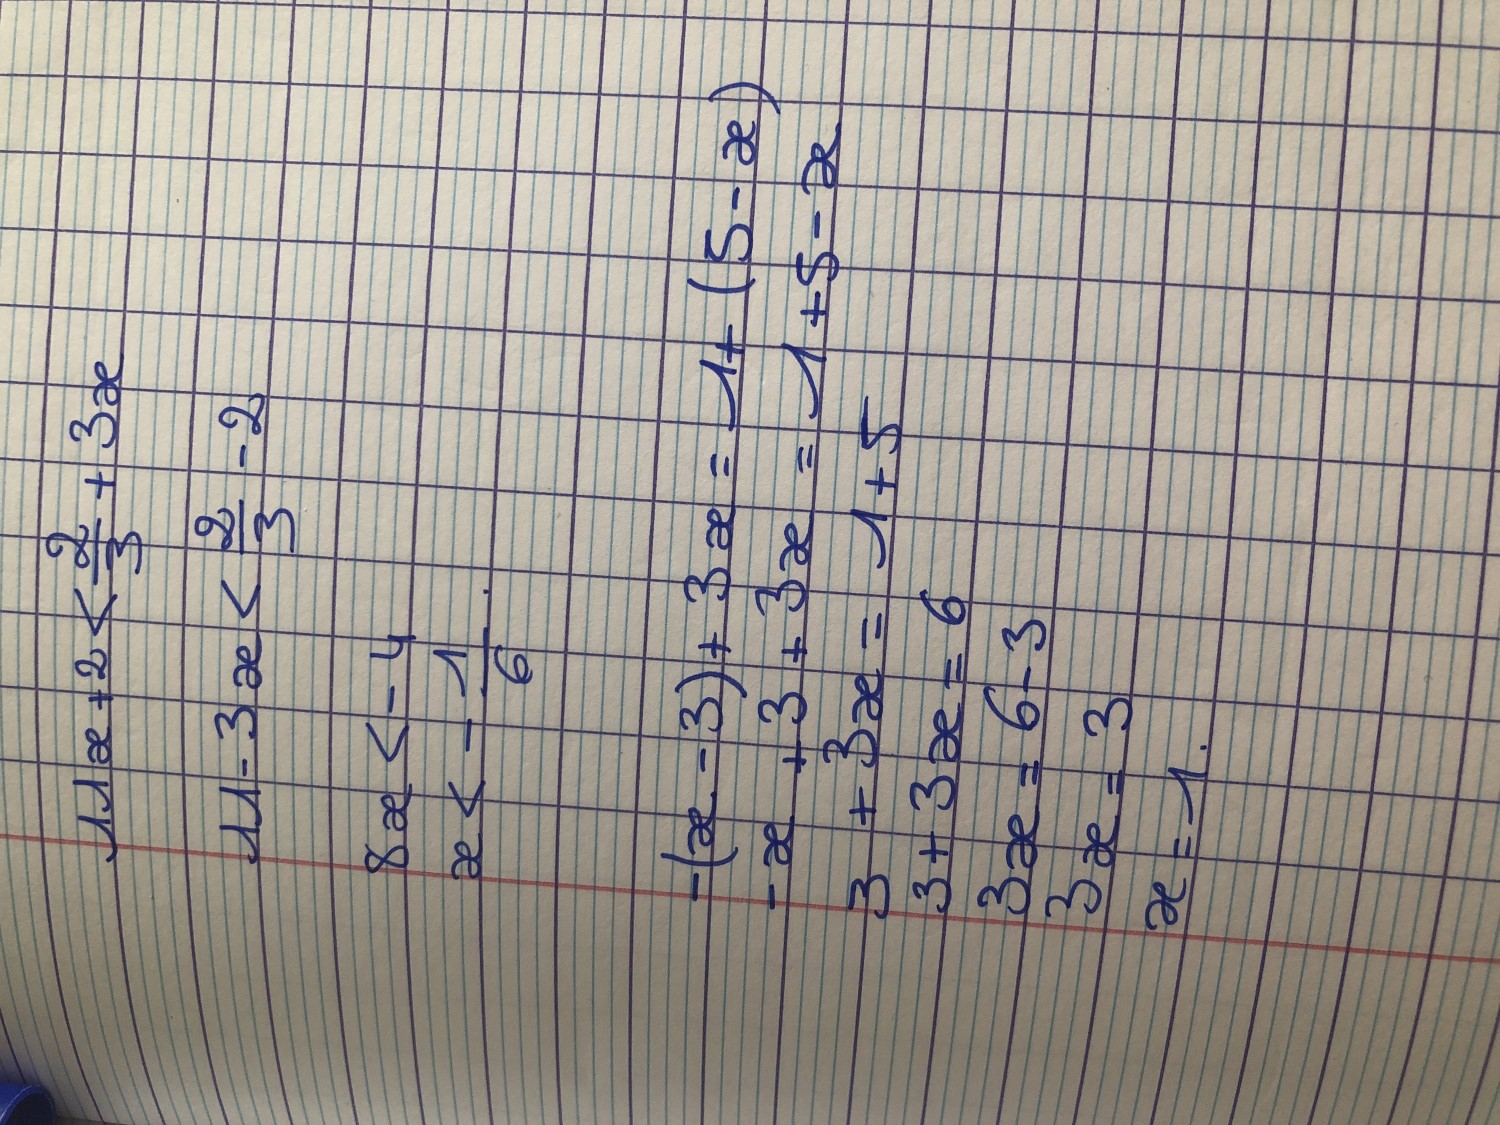 11x + 2 < 2/3 + 3x
11 - 3x < 2/3 - 2
8x < -4
x < - 1/6 .
-(x - 3) + 3x = 1 + (5 - x)
-x + 3 + 3x = 1 + 5 - x
3 + 3x = 1 + 5
3 + 3x = 6
3x = 6 - 3
3x = 3
x = 1.